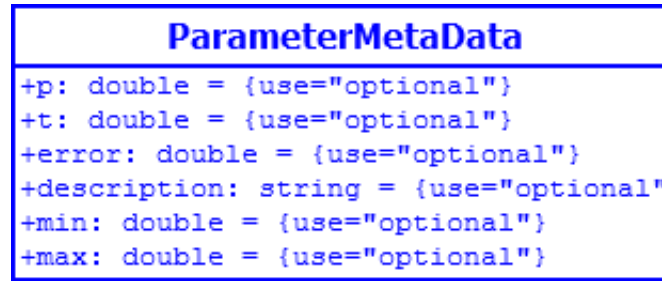 ParameterMetaData
+p: double = {use="optional"}
+t: double = {use="optional"}
+error: double = {use="optional"}
+description: string = {use="optional"
+min: double = {use="optional"}
+max: double = {use="optional"}